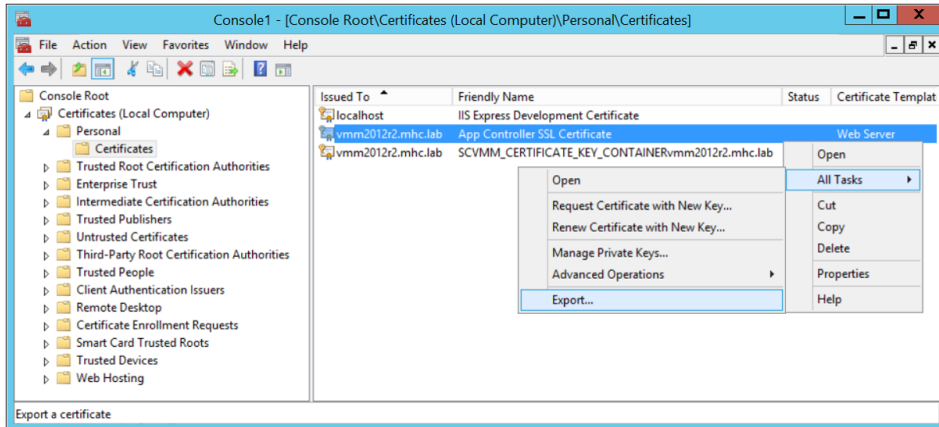 Console1 - [Console Root\Certificates (Local Computer)\Personal\Certificates]
File Action View Favorites Window Help
Console Root
Certificates (Local Computer)
Personal
Certificates
Trusted Root Certification Authorities
Enterprise Trust
Intermediate Certification Authorities
Trusted Publishers
Untrusted Certificates
Third-Party Root Certification Authorities
Trusted People
Client Authentication Issuers
Remote Desktop
Certificate Enrollment Requests
Smart Card Trusted Roots
Trusted Devices
Web Hosting
Issued To Friendly Name Status Certificate Templat
localhost IIS Express Development Certificate
vmm2012r2.mhc.lab App Controller SSL Certificate Web Server
vmm2012r2.mhc.lab SCVMM_CERTIFICATE_KEY_CONTAINERvmm2012r2.mhc.lab
Open
All Tasks
Cut
Copy
Delete
Properties
Help
Open
Request Certificate with New Key...
Renew Certificate with New Key...
Manage Private Keys...
Advanced Operations
Export...
Export a certificate